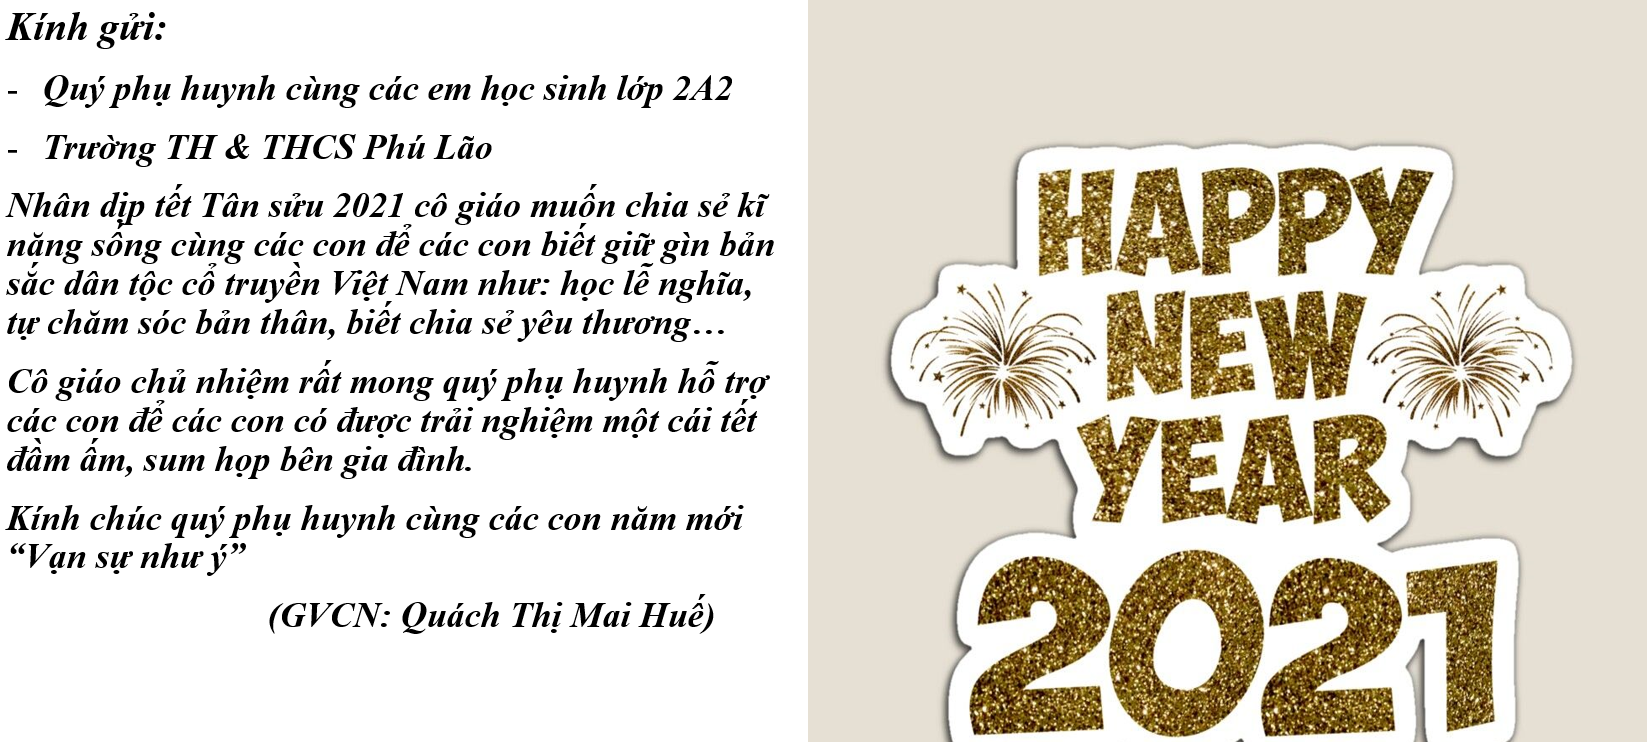 Kính gửi:
- Quý phụ huynh cùng các em học sinh lớp 2A2
- Trường TH & THCS Phú Lão
Nhân dịp tết Tân sửu 2021 cô giáo muốn chia sẻ kĩ
năng sống cùng các con để các con biết giữ gìn bản
sắc dân tộc cổ truyền Việt Nam như: học lễ nghĩa,
tự chăm sóc bản thân, biết chia sẻ yêu thương…
Cô giáo chủ nhiệm rất mong quý phụ huynh hỗ trợ
các con để các con có được trải nghiệm một cái tết
đầm ấm, sum họp bên gia đình.
Kính chúc quý phụ huynh cùng các con năm mới
“Vạn sự như ý”
(GVCN: Quách Thị Mai Huế)
HAPPY
NEW
YEAR
2021